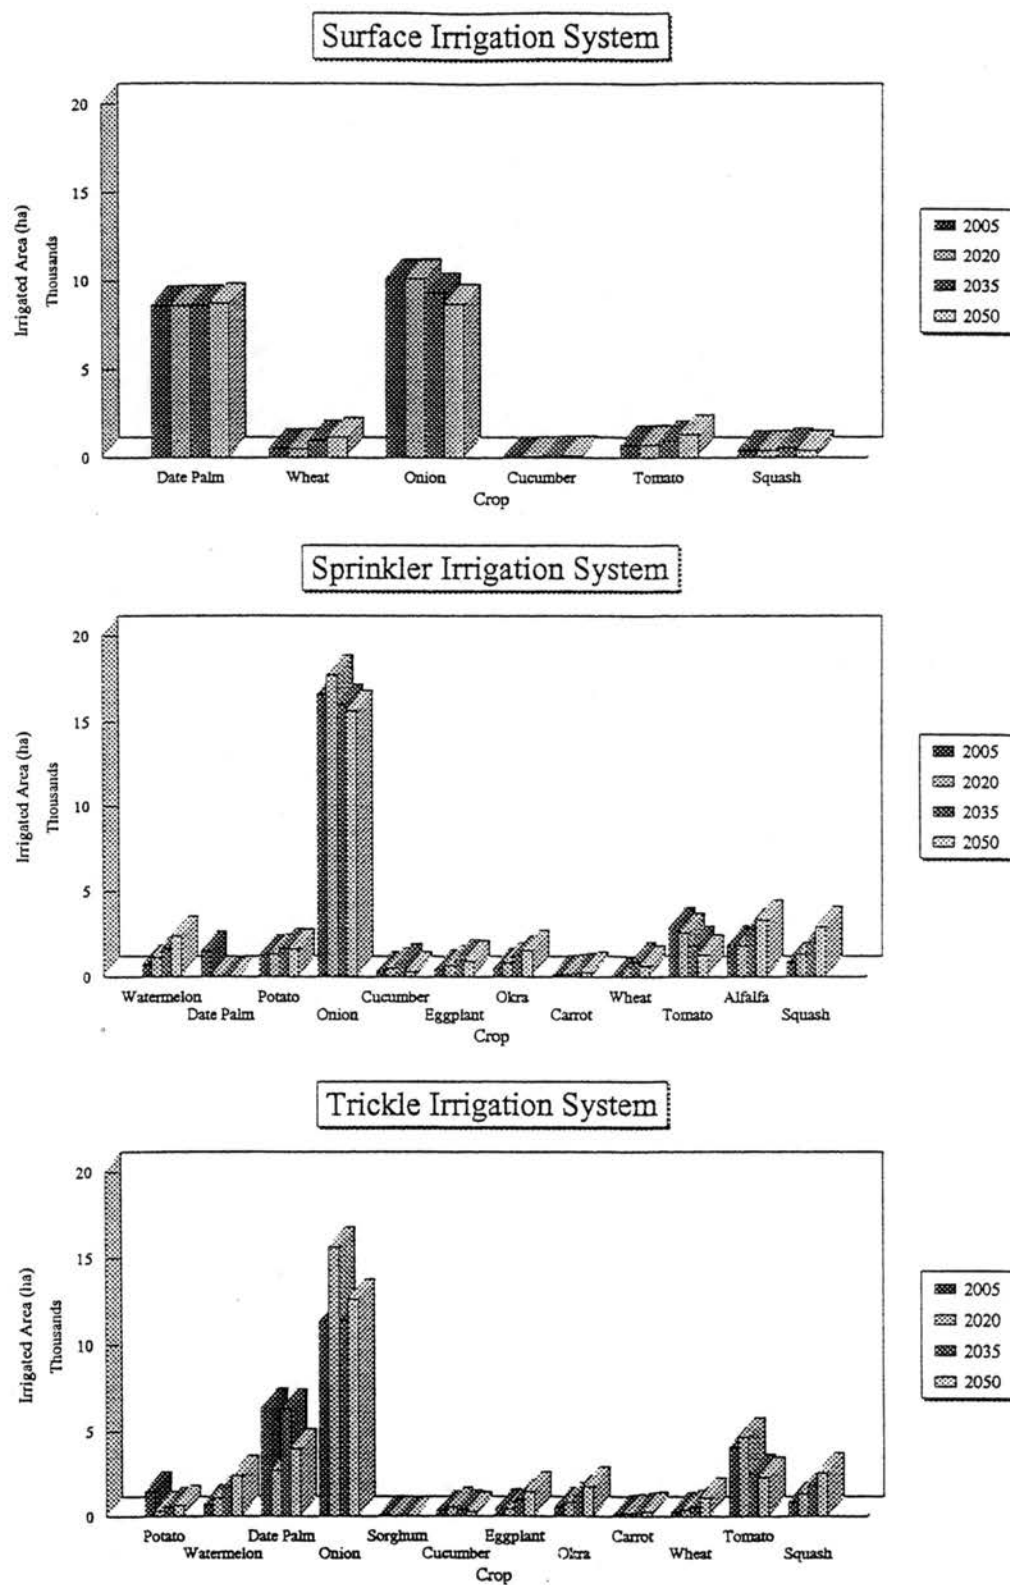 Surface Irrigation System
Irrigated Area (ha)
Thousands
20
15
10
5
0
Date Palm Wheat Onion Cucumber Tomato Squash
Crop
2005
2020
2035
2050
Sprinkler Irrigation System
Irrigated Area (ha)
Thousands
20
15
10
5
0
Watermelon Potato Cucumber Okra Wheat Alfalfa
Date Palm Onion Eggplant Carrot Tomato Squash
Crop
2005
2020
2035
2050
Trickle Irrigation System
Irrigated Area (ha)
Thousands
20
15
10
5
0
Potato Date Palm Sorghum Eggplant Carrot Tomato
Watermelon Onion Cucumber Okra Wheat Squash
Crop
2005
2020
2035
2050